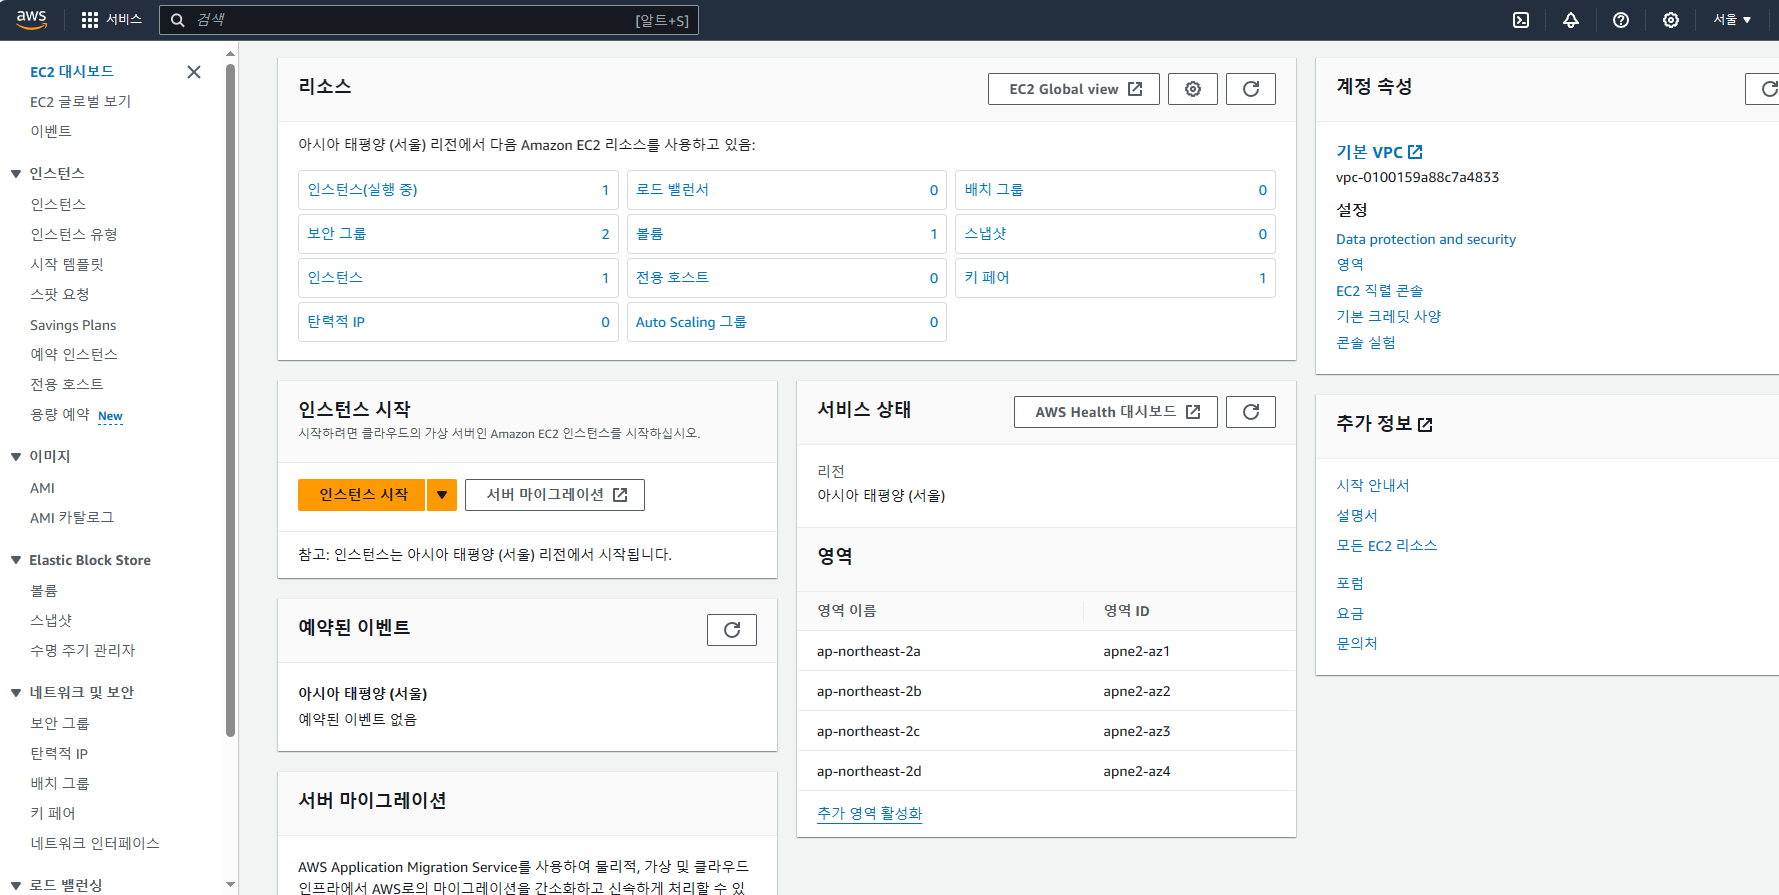 aws
서비스
검색
[알트+S]
서울
EC2 대시보드
EC2 글로벌 보기
이벤트
인스턴스
인스턴스
인스턴스 유형
시작 템플릿
스팟 요청
Savings Plans
예약 인스턴스
전용 호스트
용량 예약 New
이미지
AMI
AMI 카탈로그
Elastic Block Store
볼륨
스냅샷
수명 주기 관리자
네트워크 및 보안
보안 그룹
탄력적 IP
배치 그룹
키 페어
네트워크 인터페이스
로드 밸런싱
리소스
EC2 Global view
아시아 태평양 (서울) 리전에서 다음 Amazon EC2 리소스를 사용하고 있음:
인스턴스(실행 중) 1
로드 밸런서 0
배치 그룹 0
보안 그룹 2
볼륨 1
스냅샷 0
인스턴스 1
전용 호스트 0
키 페어 1
탄력적 IP 0
Auto Scaling 그룹 0
인스턴스 시작
시작하려면 클라우드의 가상 서버인 Amazon EC2 인스턴스를 시작하십시오.
인스턴스 시작
서버 마이그레이션
참고: 인스턴스는 아시아 태평양 (서울) 리전에서 시작됩니다.
예약된 이벤트
아시아 태평양 (서울)
예약된 이벤트 없음
서버 마이그레이션
AWS Application Migration Service를 사용하여 물리적, 가상 및 클라우드
인프라에서 AWS로의 마이그레이션을 간소화하고 신속하게 처리할 수 있
서비스 상태
AWS Health 대시보드
리전
아시아 태평양 (서울)
영역
영역 이름 영역 ID
ap-northeast-2a apne2-az1
ap-northeast-2b apne2-az2
ap-northeast-2c apne2-az3
ap-northeast-2d apne2-az4
추가 영역 활성화
계정 속성
기본 VPC
vpc-0100159a88c7a4833
설정
Data protection and security
영역
EC2 직렬 콘솔
기본 크레딧 사양
콘솔 실험
추가 정보
시작 안내서
설명서
모든 EC2 리소스
포럼
요금
문의처